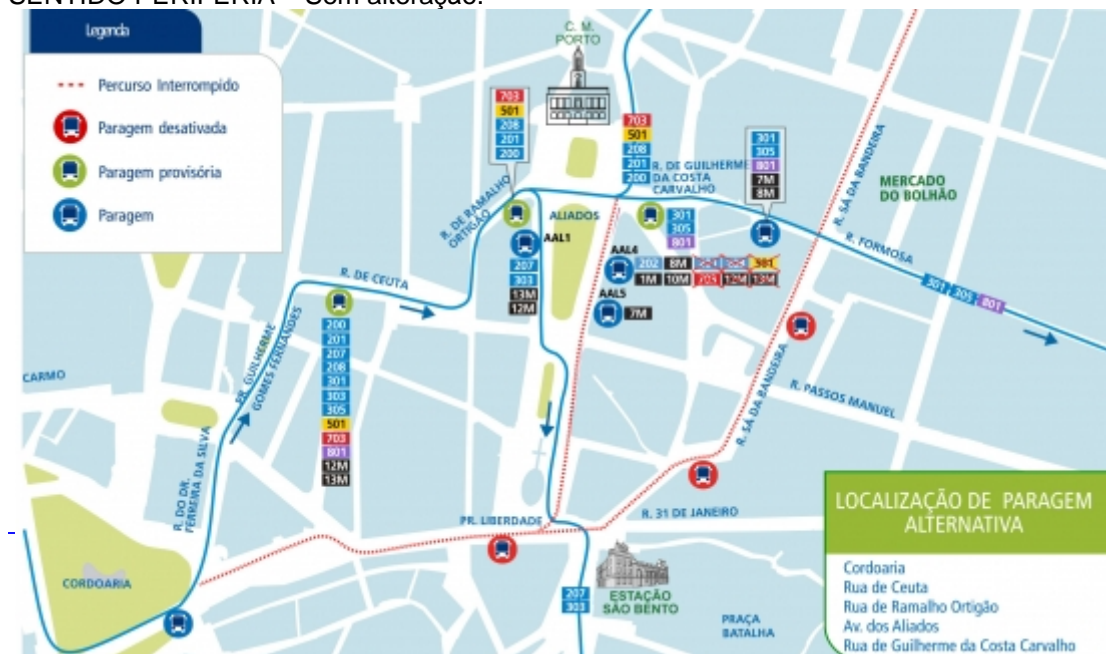 SENTIDO PERIFERIA – Sem alteração.
Legenda
Percurso Interrompido
Paragem desativada
Paragem provisória
Paragem
C. M.
PORTO
703
501
208
201
200
703
501
208
201
200
R. DE GUILHERME
DA COSTA
CARVALHO
301
305
801
7M
8M
R. SÁ DA BANDEIRA
MERCADO
DO BOLHÃO
R. DE RAMALHO
ORTIGÃO
ALIADOS
301
305
801
R. FORMOSA
AAL1
207
303
13M
12M
AAL4
202 8M
1M 10M 703 12M 13M
AAL5
7M
301 305 801
R. DE CEUTA
200
201
207
208
301
303
305
501
703
801
12M
13M
PR. GUILHERME
GOMES FERNANDES
CARMO
R. DO DR.
FERREIRA DA SILVA
R. SÁ DA BANDEIRA
R. PASSOS MANUEL
PR. LIBERDADE
R. 31 DE JANEIRO
CORDOARIA
207
303
ESTAÇÃO
SÃO BENTO
PRAÇA
BATALHA
LOCALIZAÇÃO DE PARAGEM
ALTERNATIVA
Cordoaria
Rua de Ceuta
Rua de Ramalho Ortigão
Av. dos Aliados
Rua de Guilherme da Costa Carvalho